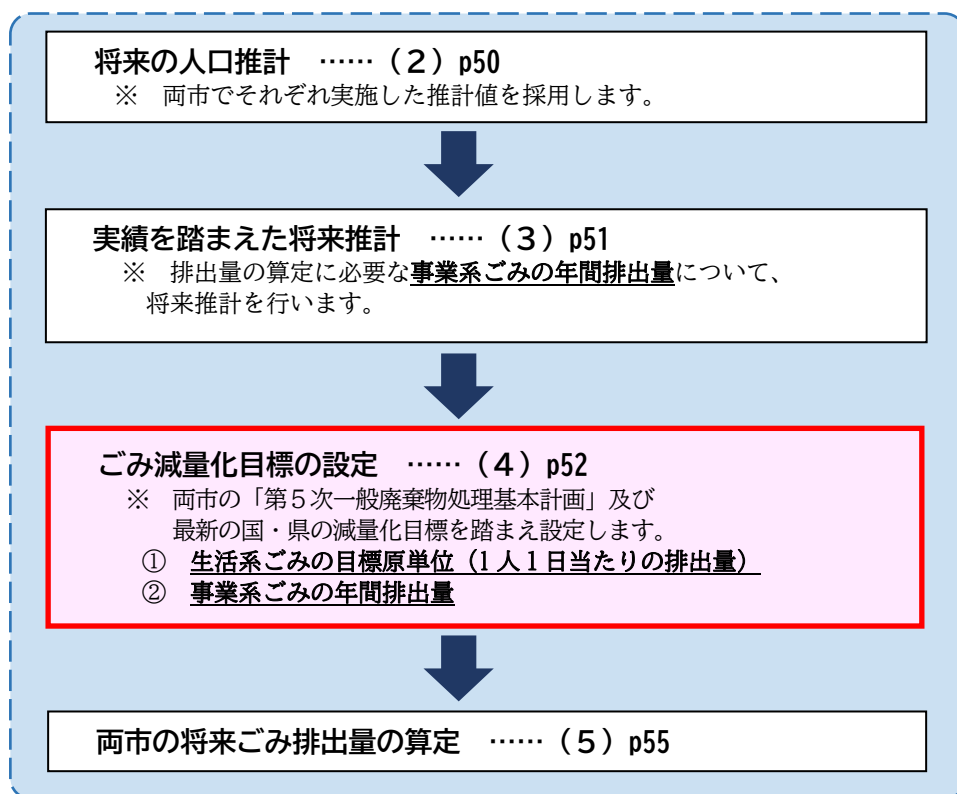 将来の人口推計 ……（２）p50
※ 両市でそれぞれ実施した推計値を採用します。
実績を踏まえた将来推計 ……（３）p51
※ 排出量の算定に必要な事業系ごみの年間排出量について、
将来推計を行います。
ごみ減量化目標の設定 ……（４）p52
※ 両市の「第５次一般廃棄物処理基本計画」及び
最新の国・県の減量化目標を踏まえ設定します。
① 生活系ごみの目標原単位（1 人 1 日当たりの排出量）
② 事業系ごみの年間排出量
両市の将来ごみ排出量の算定 ……（５）p55